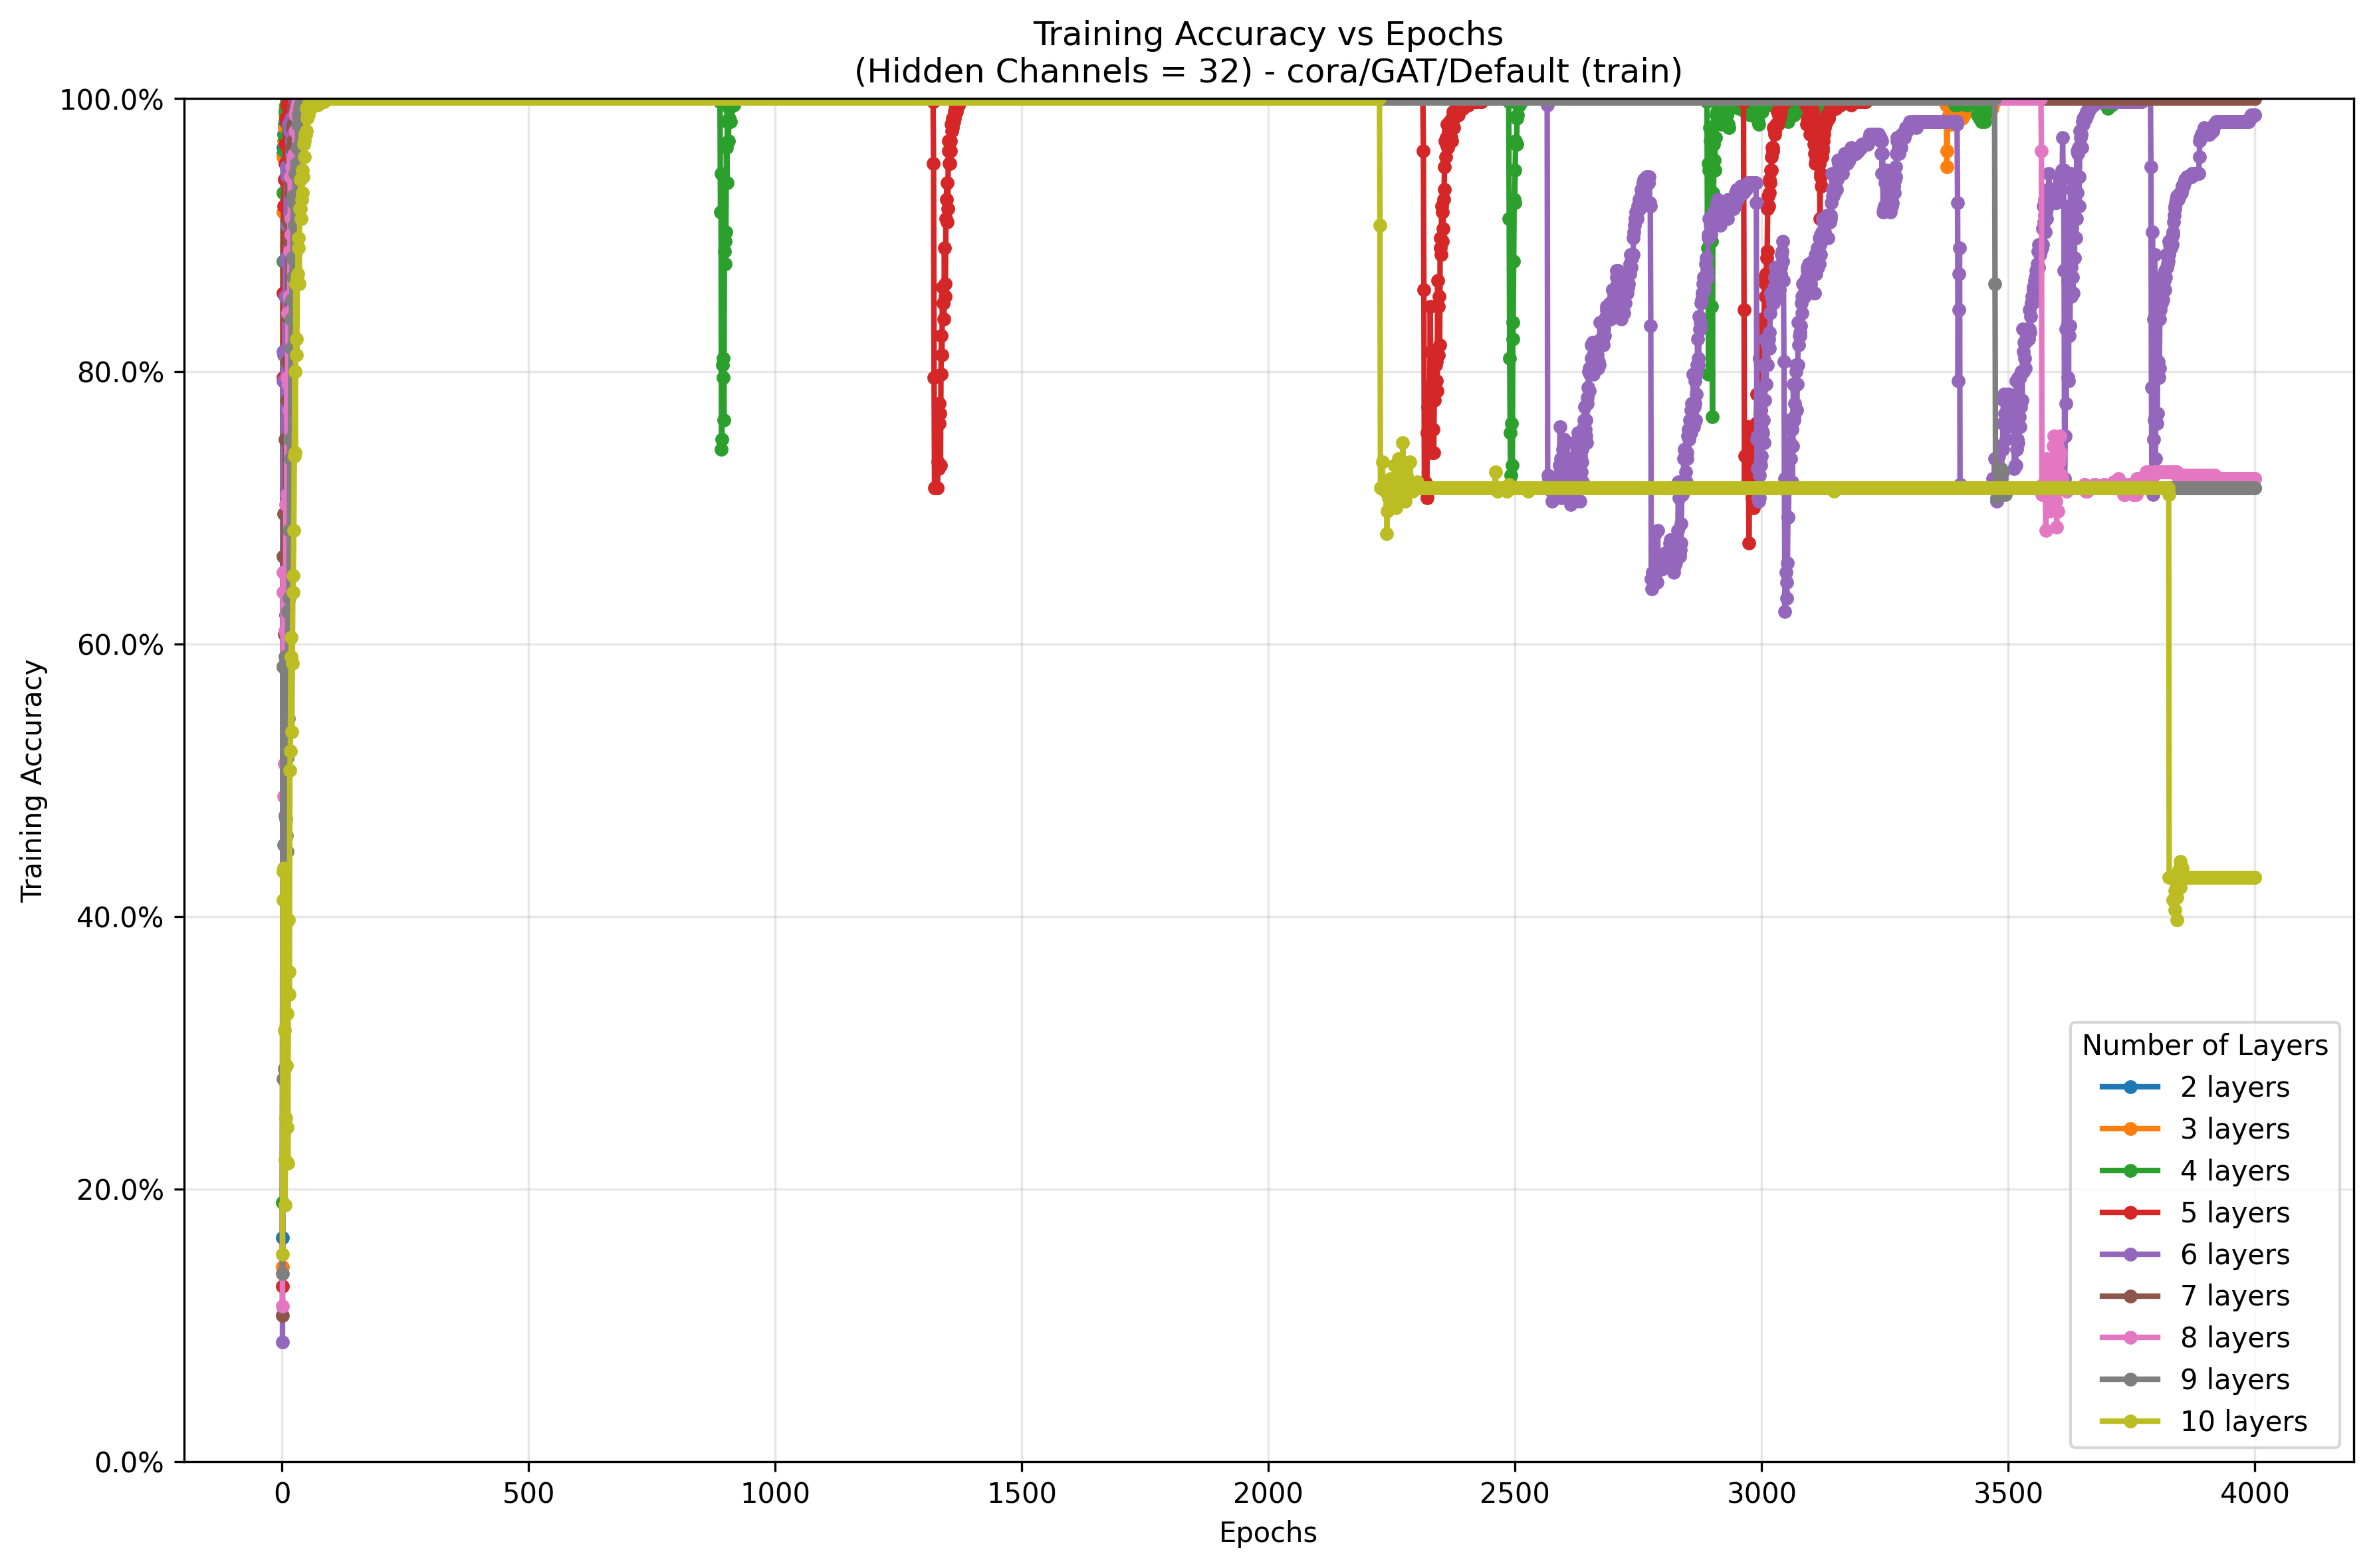 Training Accuracy vs Epochs
(Hidden Channels = 32) - cora/GAT/Default (train)
100.0%
80.0%
60.0%
40.0%
20.0%
0.0%
Training Accuracy
0 500 1000 1500 2000 2500 3000 3500 4000
Epochs
Number of Layers
2 layers
3 layers
4 layers
5 layers
6 layers
7 layers
8 layers
9 layers
10 layers